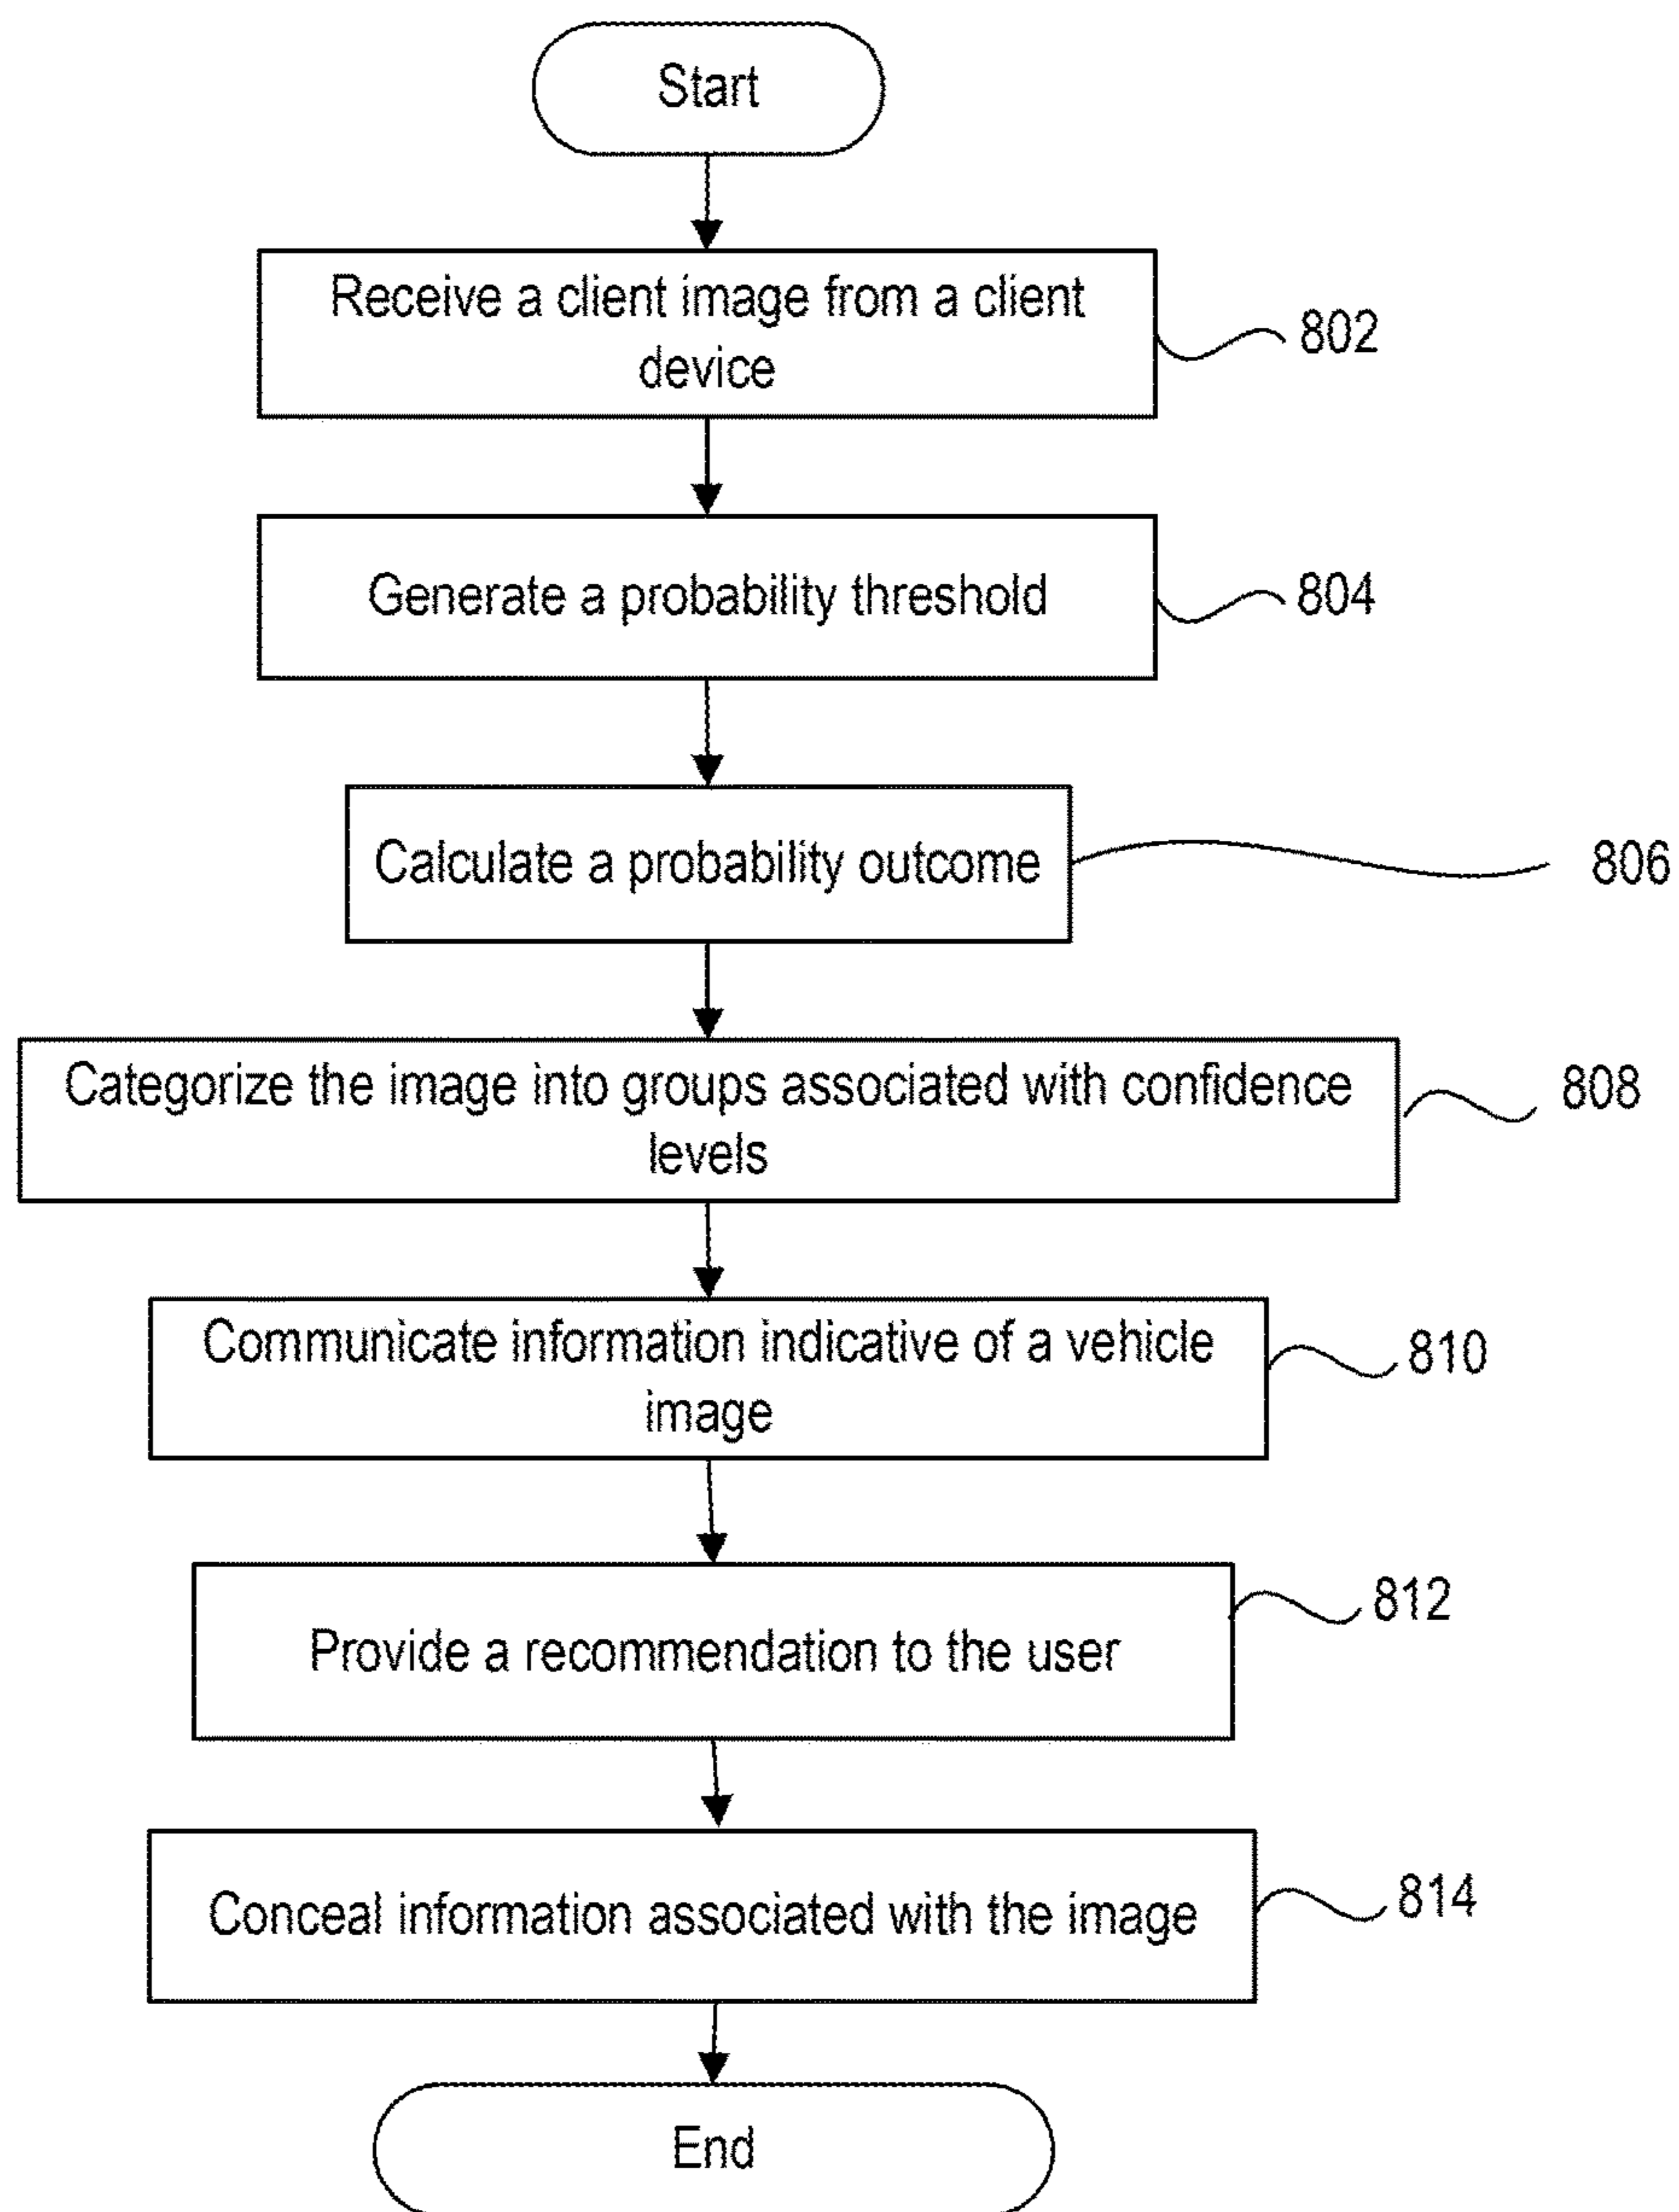 Start
Receive a client image from a client
device
802
Generate a probability threshold
804
Calculate a probability outcome
806
Categorize the image into groups associated with confidence
levels
808
Communicate information indicative of a vehicle
image
810
Provide a recommendation to the user
812
Conceal information associated with the image
814
End